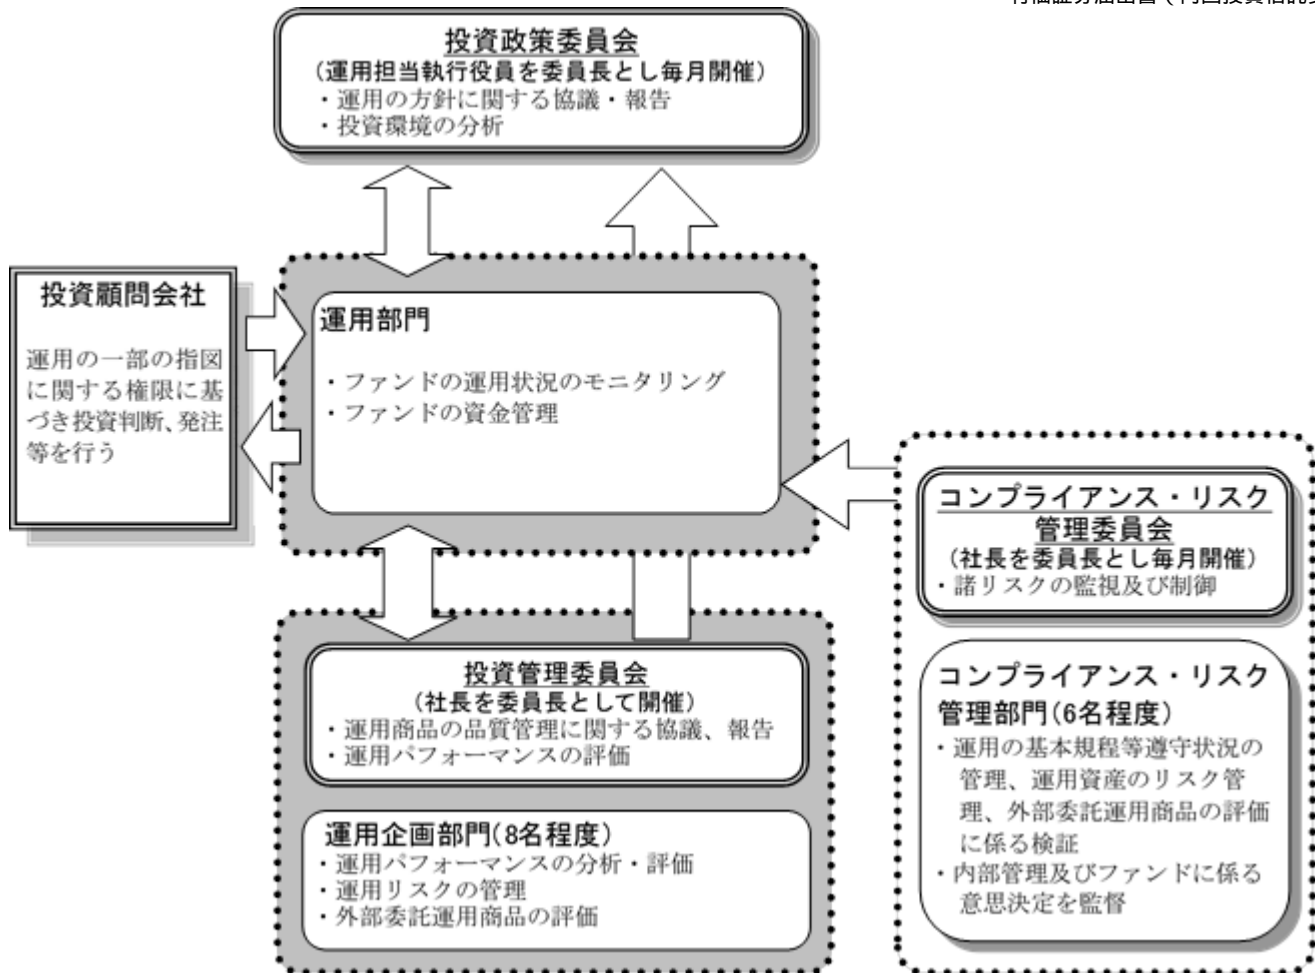 投資政策委員会
(運用担当執行役員を委員長とし毎月開催)
・運用の方針に関する協議・報告
・投資環境の分析
投資顧問会社
運用の一部の指図
に関する権限に基
づき投資判断、発注
等を行う
運用部門
・ファンドの運用状況のモニタリング
・ファンドの資金管理
コンプライアンス・リスク
管理委員会
(社長を委員長とし毎月開催)
・諸リスクの監視及び制御
投資管理委員会
(社長を委員長として開催)
・運用商品の品質管理に関する協議、報告
・運用パフォーマンスの評価
運用企画部門(8名程度)
・運用パフォーマンスの分析・評価
・運用リスクの管理
・外部委託運用商品の評価
コンプライアンス・リスク
管理部門(6名程度)
・運用の基本規程等遵守状況の
管理、運用資産のリスク管
理、外部委託運用商品の評価
に係る検証
・内部管理及びファンドに係る
意思決定を監督